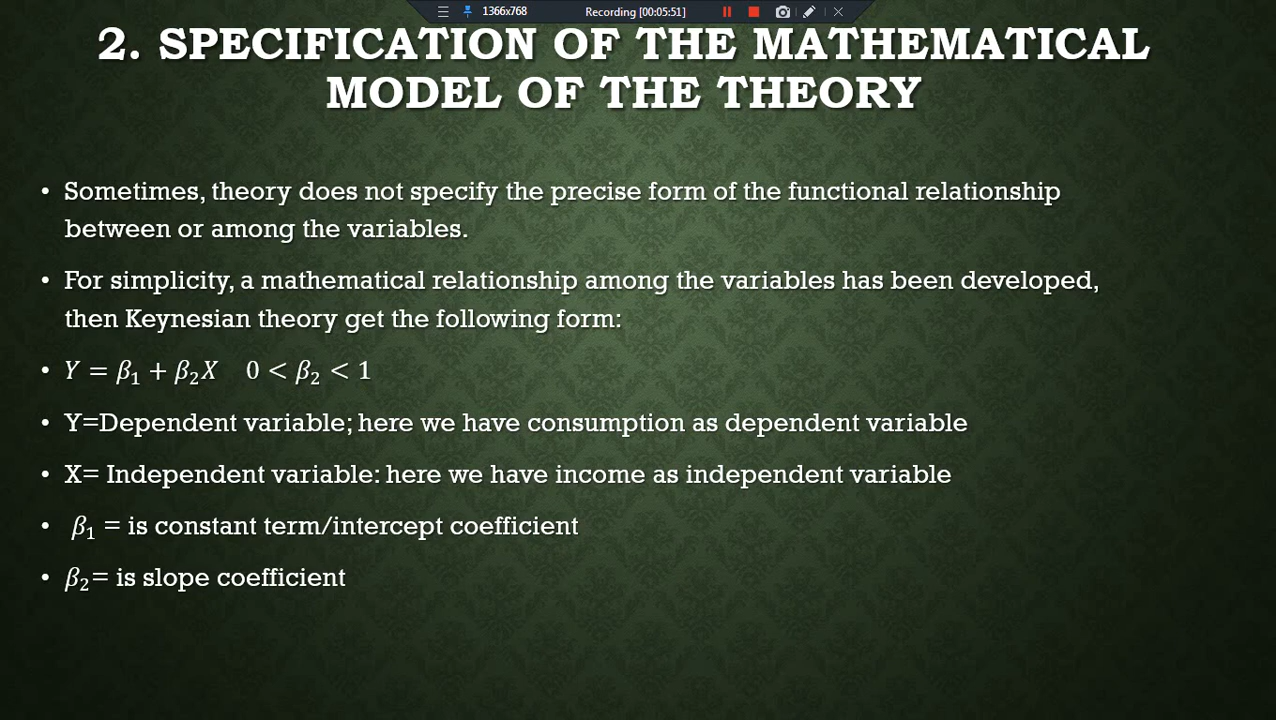 1366x768 Recording [00:05:51]
2. SPECIFICATION OF THE MATHEMATICAL
MODEL OF THE THEORY
• Sometimes, theory does not specify the precise form of the functional relationship
between or among the variables.
• For simplicity, a mathematical relationship among the variables has been developed,
then Keynesian theory get the following form:
• Y = β₁ + β₂X 0 < β₂ < 1
• Y=Dependent variable; here we have consumption as dependent variable
• X= Independent variable: here we have income as independent variable
• β₁ = is constant term/intercept coefficient
• β₂= is slope coefficient